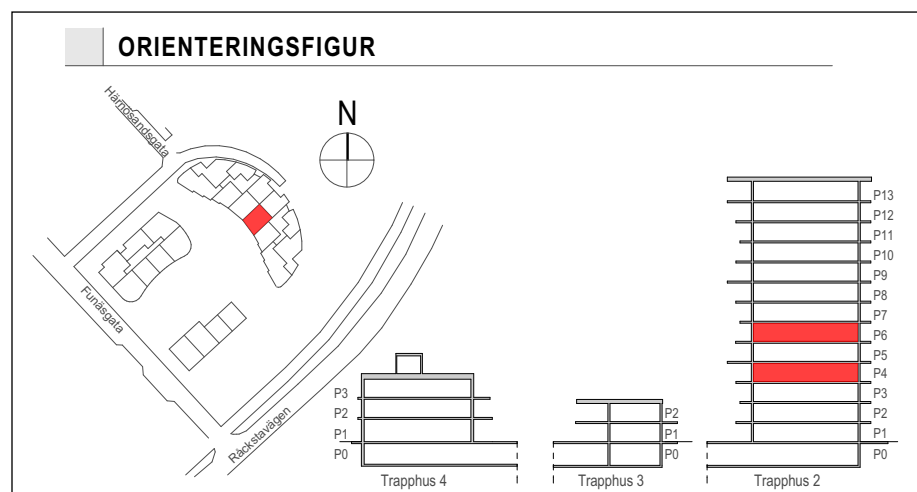 ORIENTERINGSFIGUR
Härnösandsgata
N
Funäsgata
Råckstavägen
P3
P2
P1
P0
Trapphus 4
P2
P1
P0
Trapphus 3
P13
P12
P11
P10
P9
P8
P7
P6
P5
P4
P3
P2
P1
P0
Trapphus 2